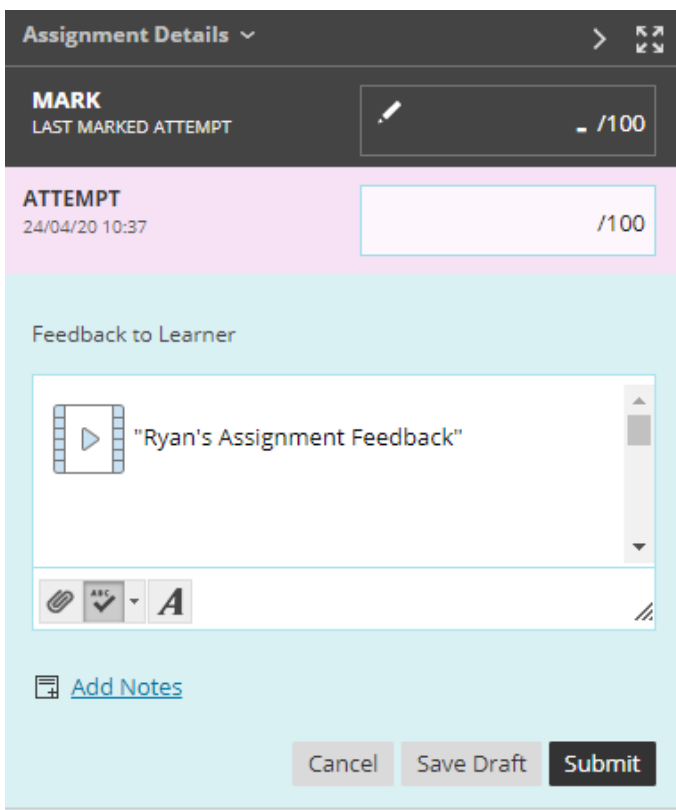 Assignment Details
MARK
LAST MARKED ATTEMPT
- /100
ATTEMPT
24/04/20 10:37
/100
Feedback to Learner
"Ryan's Assignment Feedback"
ABC
A
Add Notes
Cancel Save Draft Submit